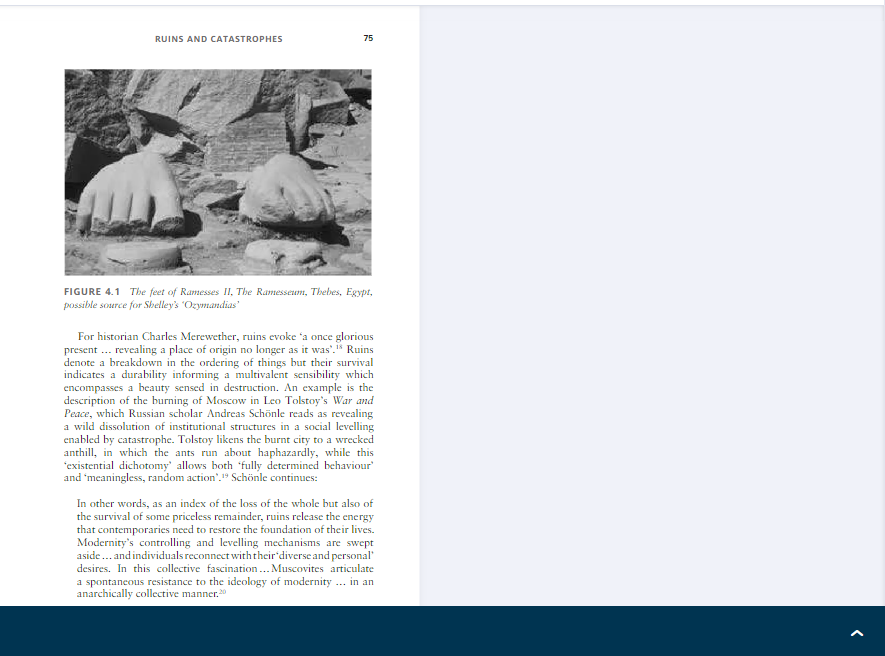 RUINS AND CATASTROPHES 75
FIGURE 4.1 The feet of Ramesses II, The Ramesseum, Thebes, Egypt,
possible source for Shelley's 'Ozymandias'
For historian Charles Merewether, ruins evoke 'a once glorious
present ... revealing a place of origin no longer as it was'.¹⁸ Ruins
denote a breakdown in the ordering of things but their survival
indicates a durability informing a multivalent sensibility which
encompasses a beauty sensed in destruction. An example is the
description of the burning of Moscow in Leo Tolstoy's War and
Peace, which Russian scholar Andreas Schönle reads as revealing
a wild dissolution of institutional structures in a social levelling
enabled by catastrophe. Tolstoy likens the burnt city to a wrecked
anthill, in which the ants run about haphazardly, while this
'existential dichotomy' allows both 'fully determined behaviour'
and 'meaningless, random action'.¹⁹ Schönle continues:
In other words, as an index of the loss of the whole but also of
the survival of some priceless remainder, ruins release the energy
that contemporaries need to restore the foundation of their lives.
Modernity's controlling and levelling mechanisms are swept
aside ... and individuals reconnect with their 'diverse and personal'
desires. In this collective fascination ... Muscovites articulate
a spontaneous resistance to the ideology of modernity ... in an
anarchically collective manner.²⁰